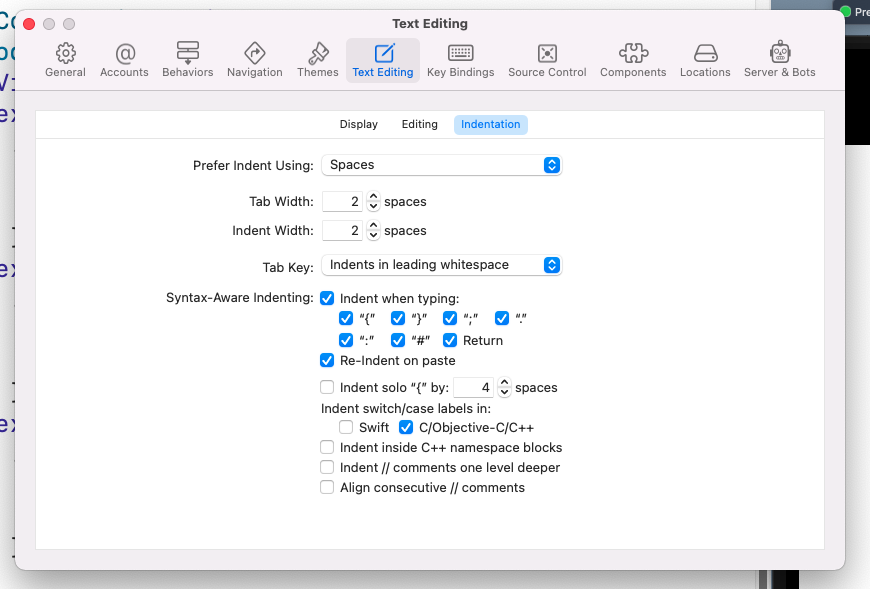 Pre
Text Editing
General
Accounts
Behaviors
Navigation
Themes
Text Editing
Key Bindings
Source Control
Components
Locations
Server & Bots
Display
Editing
Indentation
Prefer Indent Using: Spaces
Tab Width: 2 spaces
Indent Width: 2 spaces
Tab Key: Indents in leading whitespace
Syntax-Aware Indenting: Indent when typing:
“{” “}” “;” “.”
“:” “#” Return
Re-Indent on paste
Indent solo “{” by: 4 spaces
Indent switch/case labels in:
Swift C/Objective-C/C++
Indent inside C++ namespace blocks
Indent // comments one level deeper
Align consecutive // comments